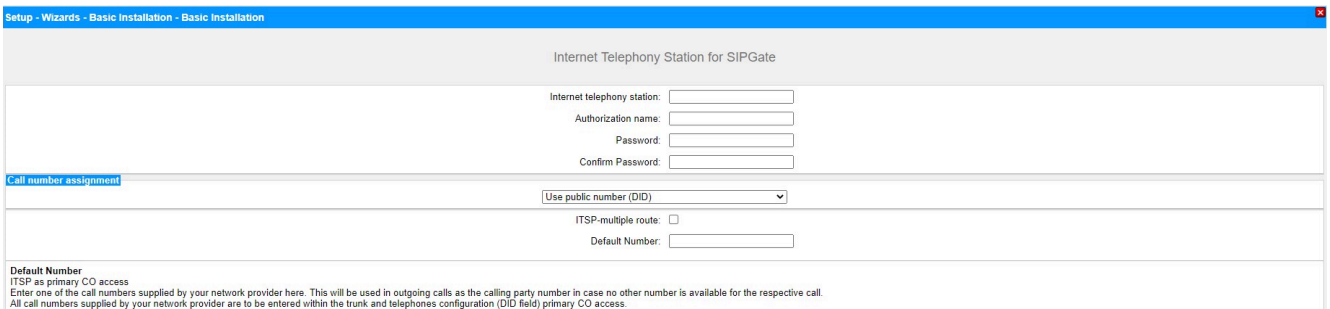 Setup - Wizards - Basic Installation - Basic Installation
Internet Telephony Station for SIPGate
Internet telephony station:
Authorization name:
Password:
Confirm Password:
Call number assignment
Use public number (DID)
ITSP-multiple route:
Default Number:
Default Number
ITSP as primary CO access
Enter one of the call numbers supplied by your network provider here. This will be used in outgoing calls as the calling party number in case no other number is available for the respective call.
All call numbers supplied by your network provider are to be entered within the trunk and telephones configuration (DID field) primary CO access.